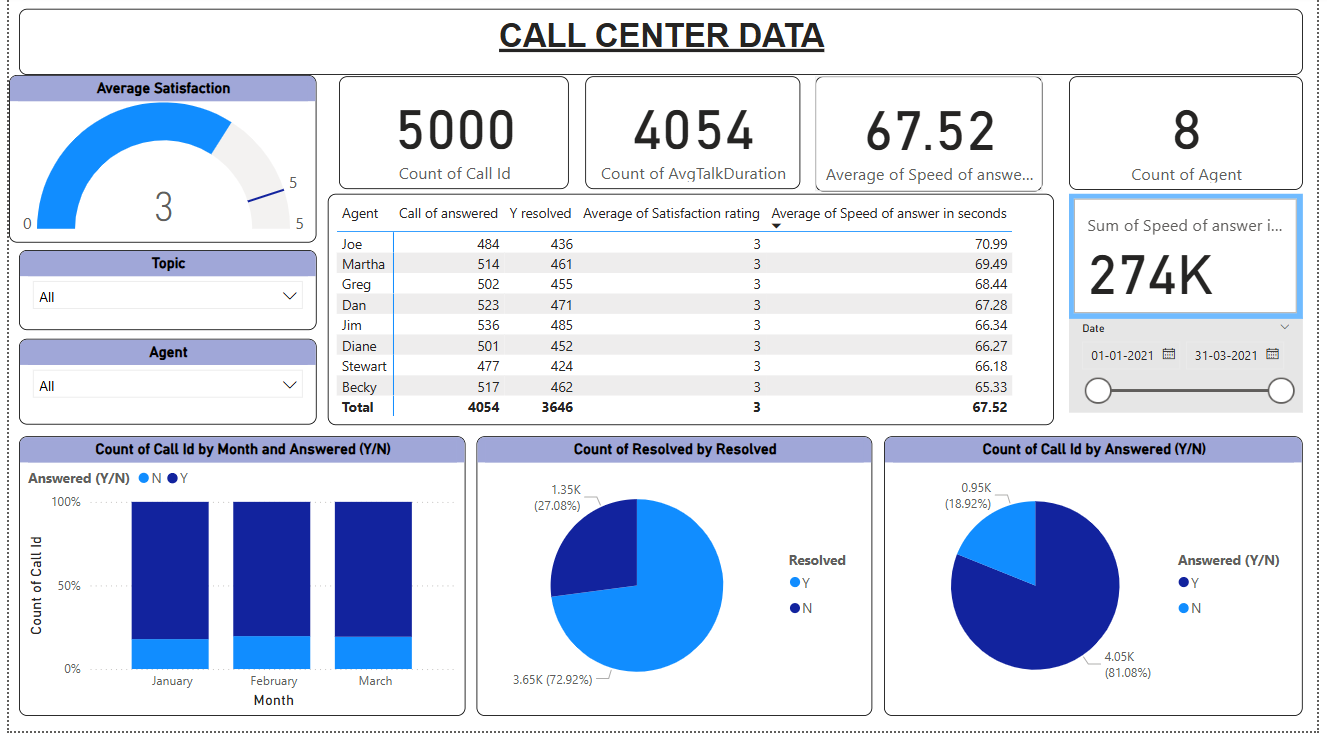 CALL CENTER DATA
Average Satisfaction
3
0
5
5
5000
Count of Call Id
4054
Count of AvgTalkDuration
67.52
Average of Speed of answe...
8
Count of Agent
Topic
All
Agent
All
Agent Call of answered Y resolved Average of Satisfaction rating Average of Speed of answer in seconds
Joe 484 436 3 70.99
Martha 514 461 3 69.49
Greg 502 455 3 68.44
Dan 523 471 3 67.28
Jim 536 485 3 66.34
Diane 501 452 3 66.27
Stewart 477 424 3 66.18
Becky 517 462 3 65.33
Total 4054 3646 3 67.52
Sum of Speed of answer i...
274K
Date
01-01-2021 31-03-2021
Count of Call Id by Month and Answered (Y/N)
Answered (Y/N) N Y
100%
50%
0%
Count of Call Id
January February March
Month
Count of Resolved by Resolved
1.35K
(27.08%)
3.65K (72.92%)
Resolved
Y
N
Count of Call Id by Answered (Y/N)
0.95K
(18.92%)
4.05K
(81.08%)
Answered (Y/N)
Y
N